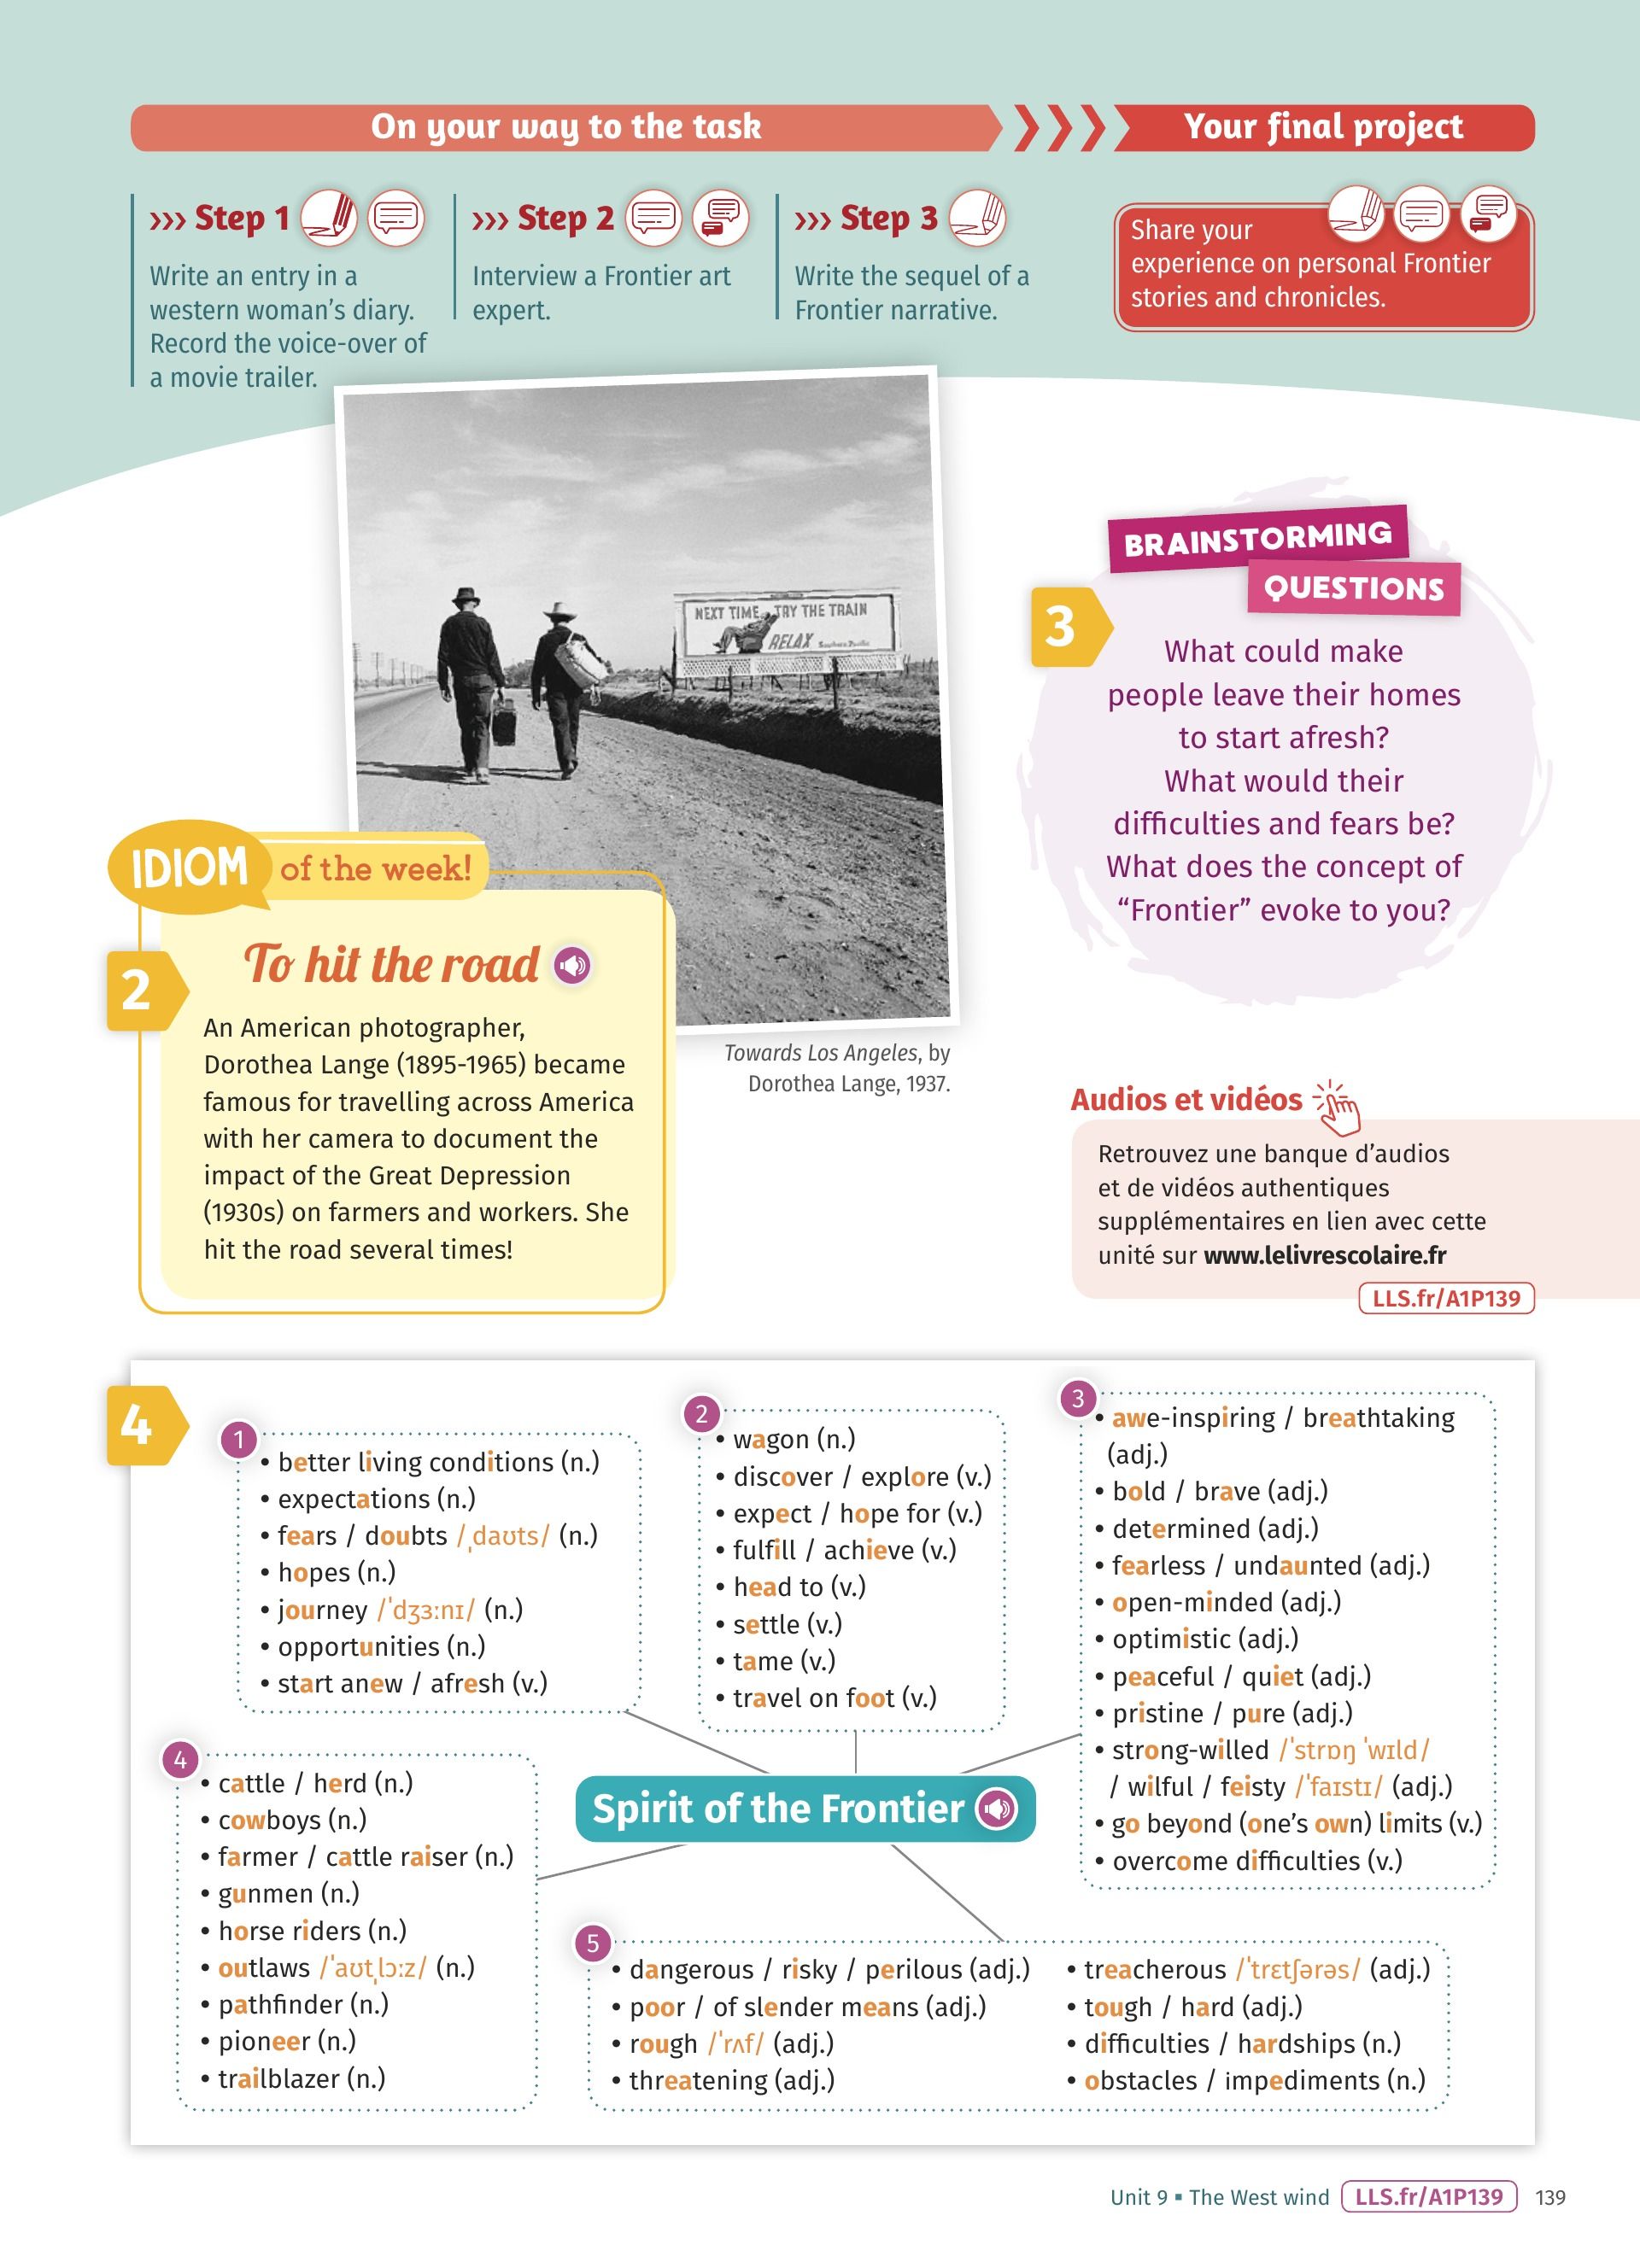 On your way to the task
Your final project
››› Step 1
Write an entry in a
western woman's diary.
Record the voice-over of
a movie trailer.
››› Step 2
Interview a Frontier art
expert.
››› Step 3
Write the sequel of a
Frontier narrative.
Share your
experience on personal Frontier
stories and chronicles.
NEXT TIME TRY THE TRAIN
RELAX
Southern Pacific
BRAINSTORMING
QUESTIONS
3
What could make
people leave their homes
to start afresh?
What would their
difficulties and fears be?
What does the concept of
“Frontier” evoke to you?
IDIOM of the week!
2
To hit the road
An American photographer,
Dorothea Lange (1895-1965) became
famous for travelling across America
with her camera to document the
impact of the Great Depression
(1930s) on farmers and workers. She
hit the road several times!
Towards Los Angeles, by
Dorothea Lange, 1937.
Audios et vidéos
Retrouvez une banque d'audios
et de vidéos authentiques
supplémentaires en lien avec cette
unité sur www.lelivrescolaire.fr
LLS.fr/A1P139
4
1
• better living conditions (n.)
• expectations (n.)
• fears / doubts /ˌdaʊts/ (n.)
• hopes (n.)
• journey /ˈdʒɜːnɪ/ (n.)
• opportunities (n.)
• start anew / afresh (v.)
2
• wagon (n.)
• discover / explore (v.)
• expect / hope for (v.)
• fulfill / achieve (v.)
• head to (v.)
• settle (v.)
• tame (v.)
• travel on foot (v.)
3
• awe-inspiring / breathtaking
(adj.)
• bold / brave (adj.)
• determined (adj.)
• fearless / undaunted (adj.)
• open-minded (adj.)
• optimistic (adj.)
• peaceful / quiet (adj.)
• pristine / pure (adj.)
• strong-willed /ˈstrɒŋ ˈwɪld/
/ wilful / feisty /ˈfaɪstɪ/ (adj.)
• go beyond (one's own) limits (v.)
• overcome difficulties (v.)
Spirit of the Frontier
4
• cattle / herd (n.)
• cowboys (n.)
• farmer / cattle raiser (n.)
• gunmen (n.)
• horse riders (n.)
• outlaws /ˈaʊtˌlɔːz/ (n.)
• pathfinder (n.)
• pioneer (n.)
• trailblazer (n.)
5
• dangerous / risky / perilous (adj.)
• poor / of slender means (adj.)
• rough /ˈrʌf/ (adj.)
• threatening (adj.)
• treacherous /ˈtrɛtʃərəs/ (adj.)
• tough / hard (adj.)
• difficulties / hardships (n.)
• obstacles / impediments (n.)
Unit 9 ▪ The West wind LLS.fr/A1P139 139